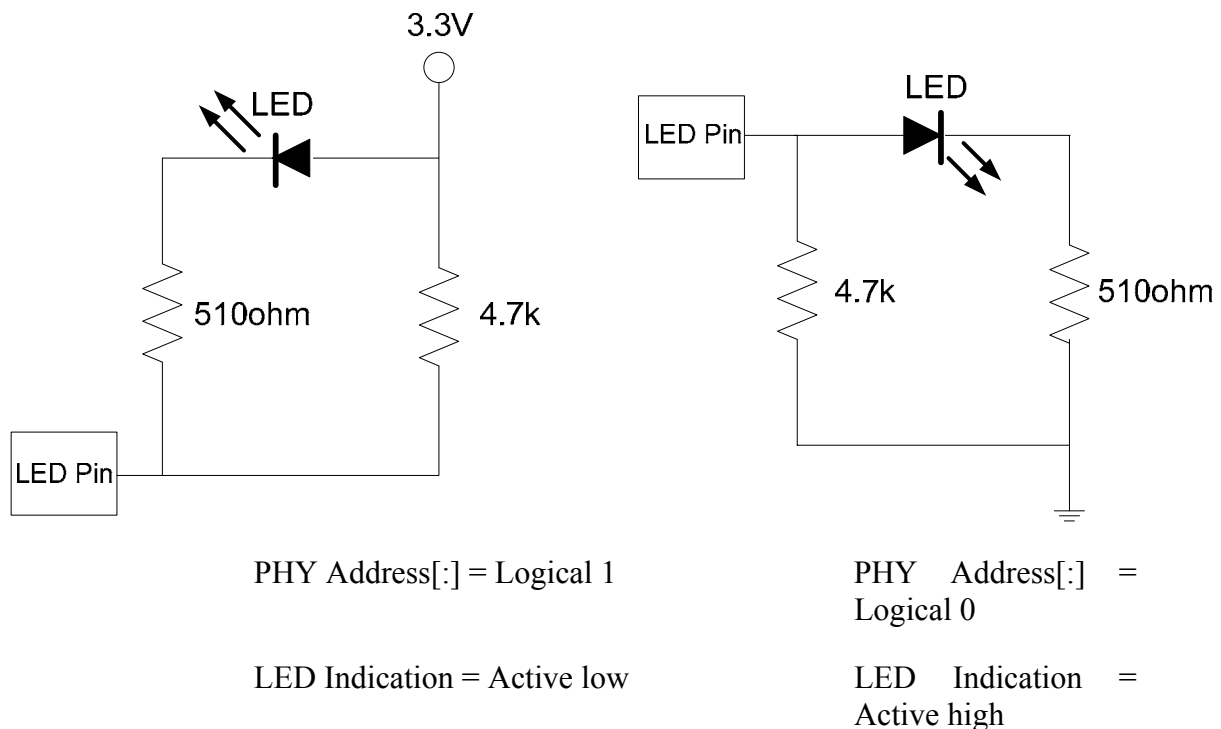 3.3V
LED
510ohm
4.7k
LED Pin
LED
LED Pin
4.7k
510ohm
PHY Address[:] = Logical 1
LED Indication = Active low
PHY Address[:] =
Logical 0
LED Indication =
Active high